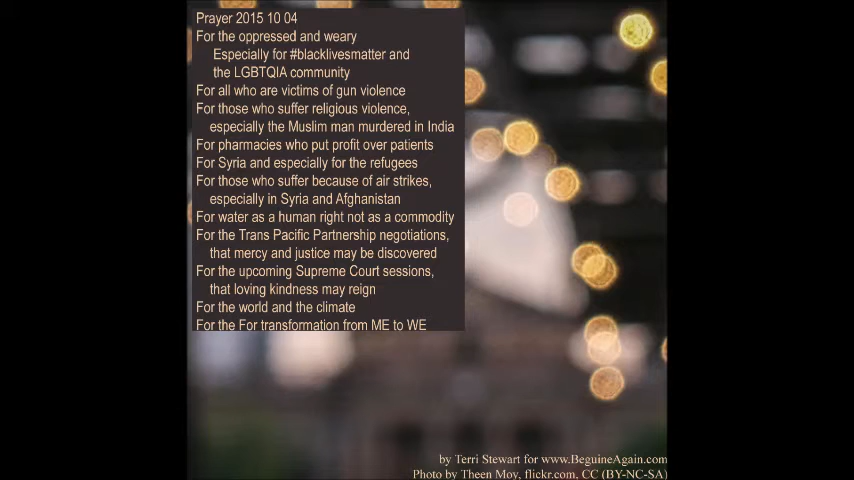 Prayer 2015 10 04
For the oppressed and weary
Especially for #blacklivesmatter and
the LGBTQIA community
For all who are victims of gun violence
For those who suffer religious violence,
especially the Muslim man murdered in India
For pharmacies who put profit over patients
For Syria and especially for the refugees
For those who suffer because of air strikes,
especially in Syria and Afghanistan
For water as a human right not as a commodity
For the Trans Pacific Partnership negotiations,
that mercy and justice may be discovered
For the upcoming Supreme Court sessions,
that loving kindness may reign
For the world and the climate
For the For transformation from ME to WE
by Terri Stewart for www.BeguineAgain.com
Photo by Theen Moy, flickr.com, CC (BY-NC-SA)